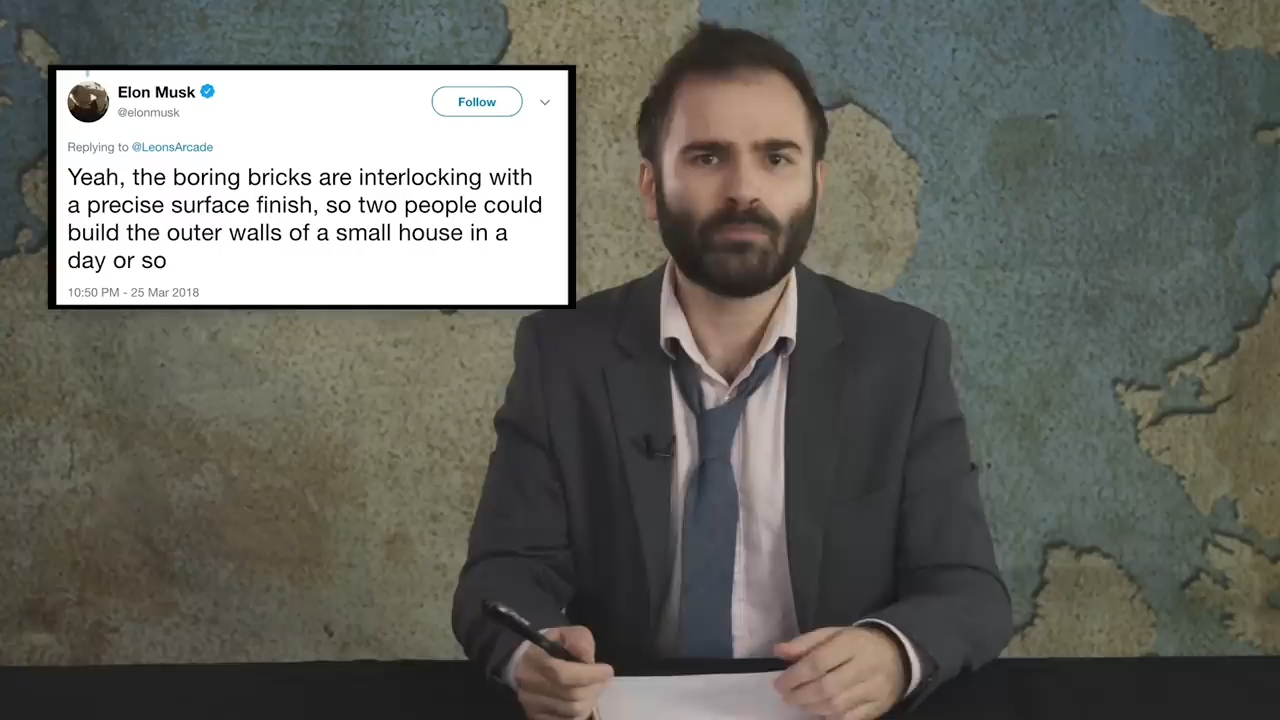 Elon Musk
@elonmusk
Follow
Replying to @LeonsArcade
Yeah, the boring bricks are interlocking with
a precise surface finish, so two people could
build the outer walls of a small house in a
day or so
10:50 PM - 25 Mar 2018